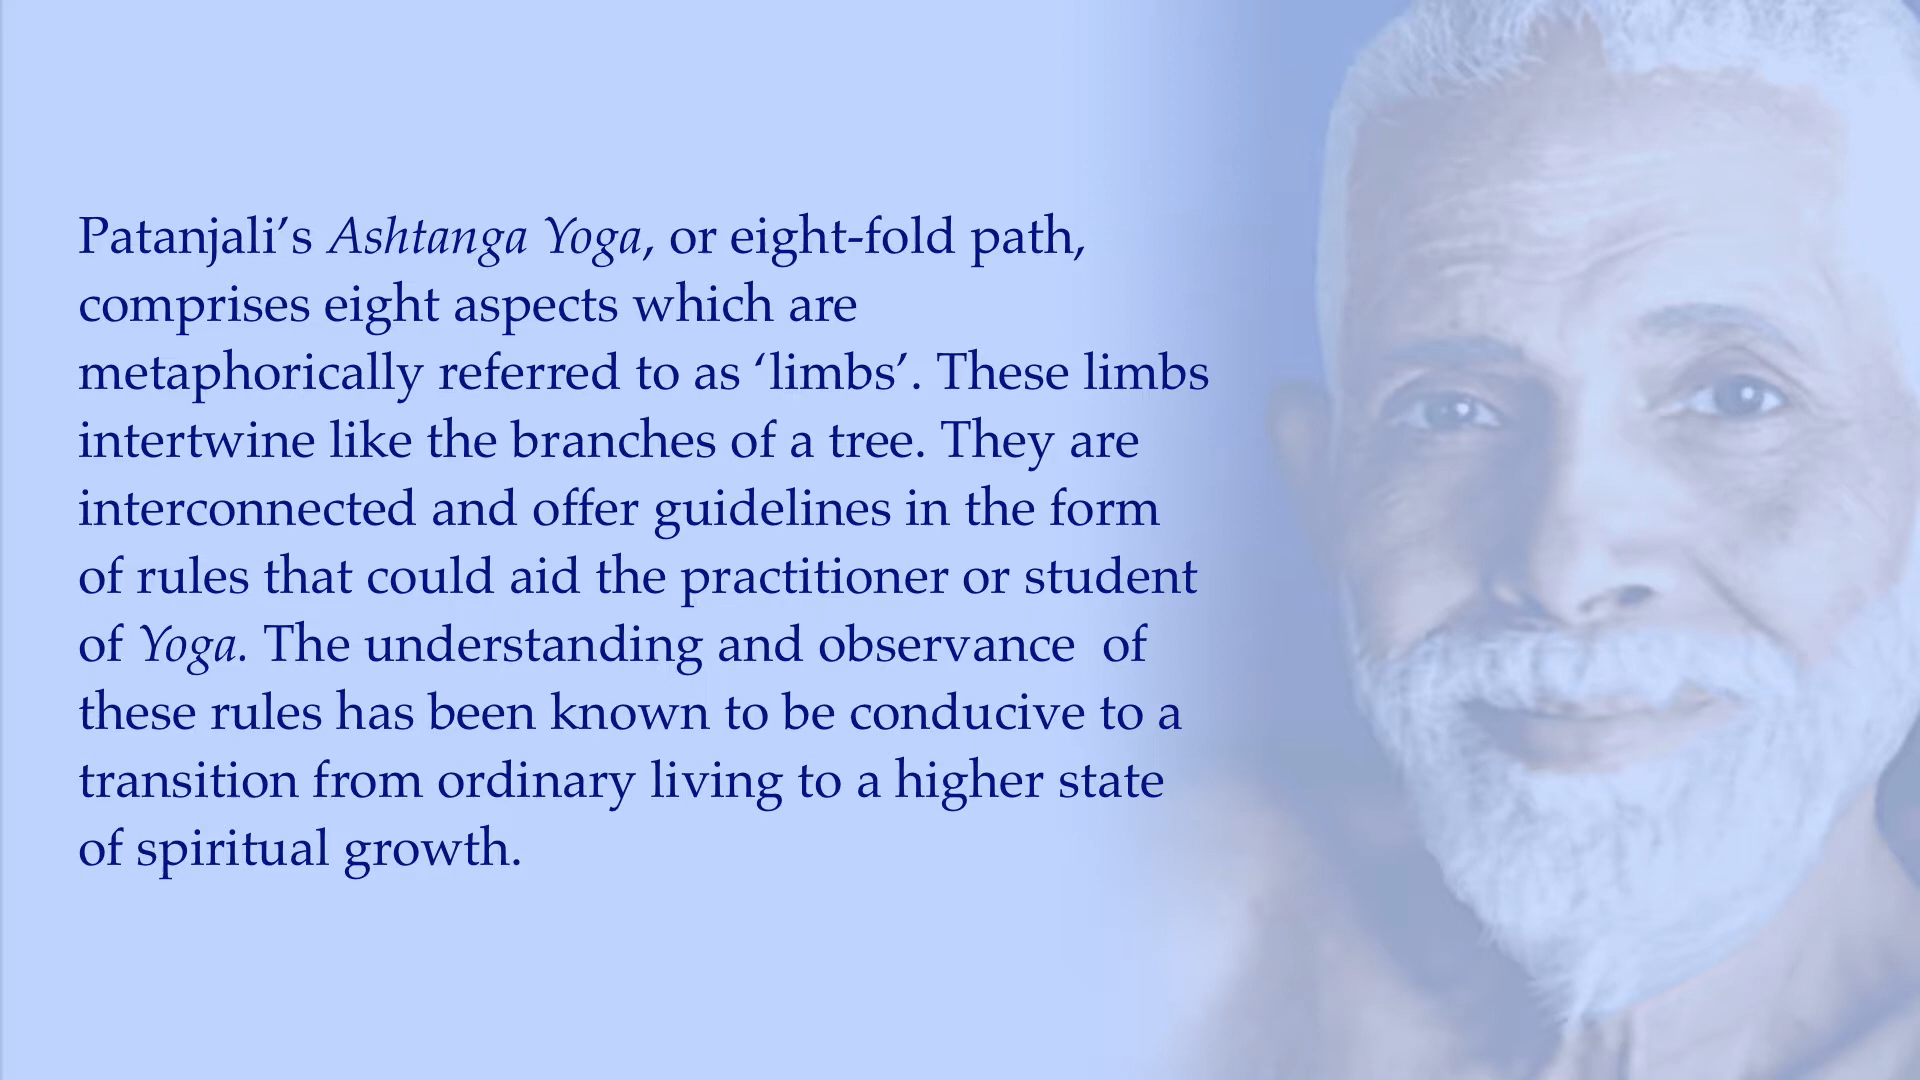 Patanjali’s Ashtanga Yoga, or eight-fold path,
comprises eight aspects which are
metaphorically referred to as ‘limbs’. These limbs
intertwine like the branches of a tree. They are
interconnected and offer guidelines in the form
of rules that could aid the practitioner or student
of Yoga. The understanding and observance  of
these rules has been known to be conducive to a
transition from ordinary living to a higher state
of spiritual growth.